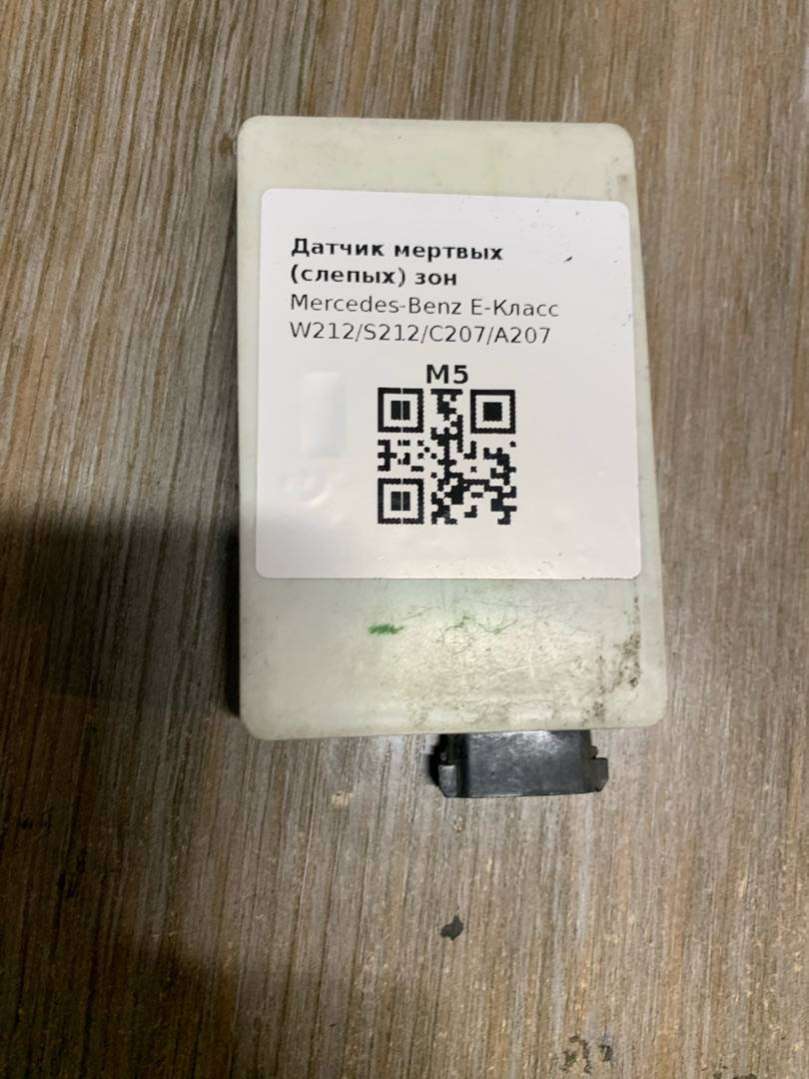 Датчик мертвых
(слепых) зон
Mercedes-Benz E-Класс
W212/S212/C207/A207
M5